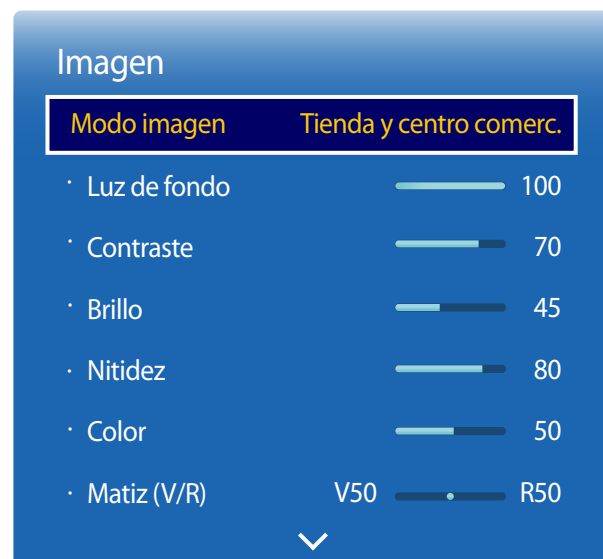 Imagen
Modo imagen Tienda y centro comerc.
· Luz de fondo 100
· Contraste 70
· Brillo 45
· Nitidez 80
· Color 50
· Matiz (V/R) V50 R50